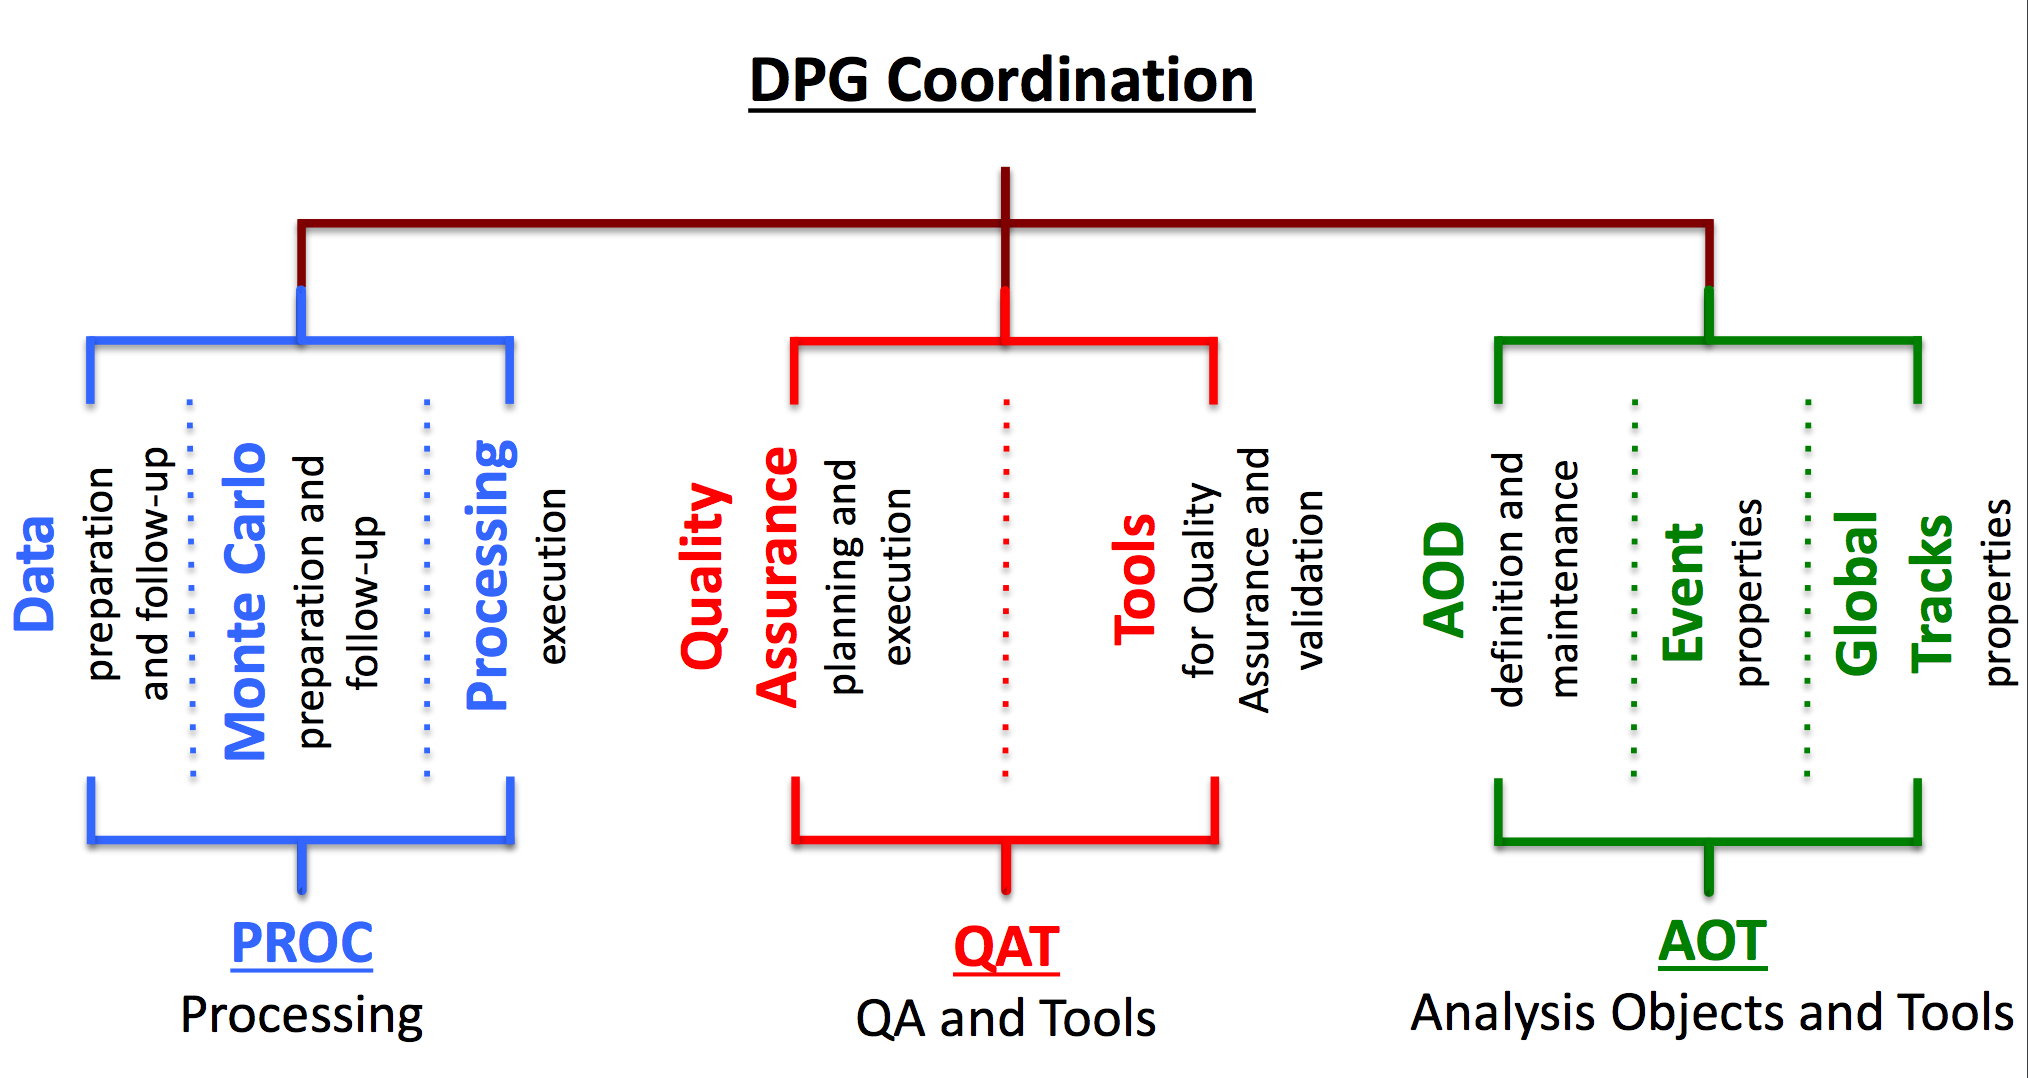 DPG Coordination
Data
preparation
and follow-up
Monte Carlo
preparation and
follow-up
Processing
execution
Quality
Assurance
planning and
execution
Tools
for Quality
Assurance and
validation
AOD
definition and
maintenance
Event
properties
Global
Tracks
properties
PROC
Processing
QAT
QA and Tools
AOT
Analysis Objects and Tools